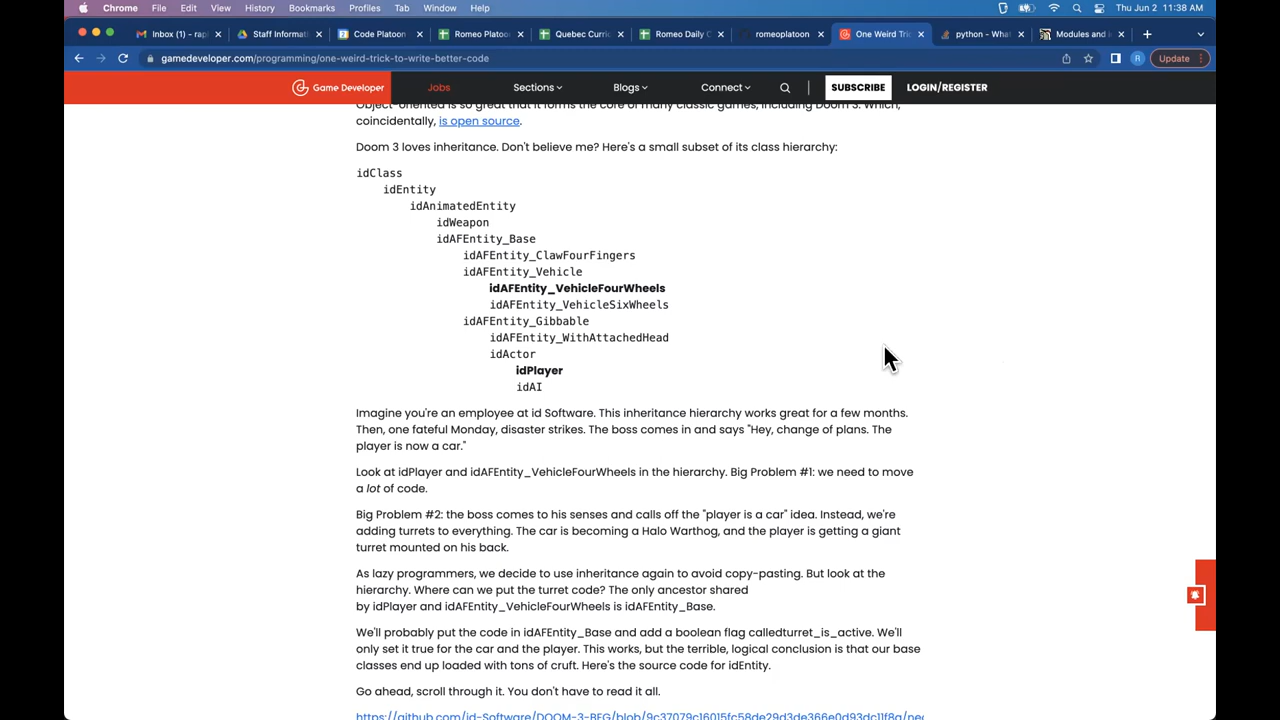 Chrome File Edit View History Bookmarks Profiles Tab Window Help Thu Jun 2 11:38 AM
Inbox (1) – rap Staff Informati Code Platoon Romeo Platoo Quebec Curric Romeo Daily C romeoplatoon One Weird Tric python - What Modules and I
gamedeveloper.com/programming/one-weird-trick-to-write-better-code R Update
Game Developer Jobs Sections Blogs Connect SUBSCRIBE LOGIN/REGISTER
Object-oriented is so great that it forms the core of many classic games, including Doom 3. Which,
coincidentally, is open source.
Doom 3 loves inheritance. Don't believe me? Here's a small subset of its class hierarchy:
idClass
idEntity
idAnimatedEntity
idWeapon
idAFEntity_Base
idAFEntity_ClawFourFingers
idAFEntity_Vehicle
idAFEntity_VehicleFourWheels
idAFEntity_VehicleSixWheels
idAFEntity_Gibbable
idAFEntity_WithAttachedHead
idActor
idPlayer
idAI
Imagine you're an employee at id Software. This inheritance hierarchy works great for a few months.
Then, one fateful Monday, disaster strikes. The boss comes in and says "Hey, change of plans. The
player is now a car."
Look at idPlayer and idAFEntity_VehicleFourWheels in the hierarchy. Big Problem #1: we need to move
a lot of code.
Big Problem #2: the boss comes to his senses and calls off the "player is a car" idea. Instead, we're
adding turrets to everything. The car is becoming a Halo Warthog, and the player is getting a giant
turret mounted on his back.
As lazy programmers, we decide to use inheritance again to avoid copy-pasting. But look at the
hierarchy. Where can we put the turret code? The only ancestor shared
by idPlayer and idAFEntity_VehicleFourWheels is idAFEntity_Base.
We'll probably put the code in idAFEntity_Base and add a boolean flag calledturret_is_active. We'll
only set it true for the car and the player. This works, but the terrible, logical conclusion is that our base
classes end up loaded with tons of cruft. Here's the source code for idEntity.
Go ahead, scroll through it. You don't have to read it all.
https://github.com/id-Software/DOOM-3-BFG/blob/9c37079c16015fc58de29d3de366e0d93dc11f8a/neo